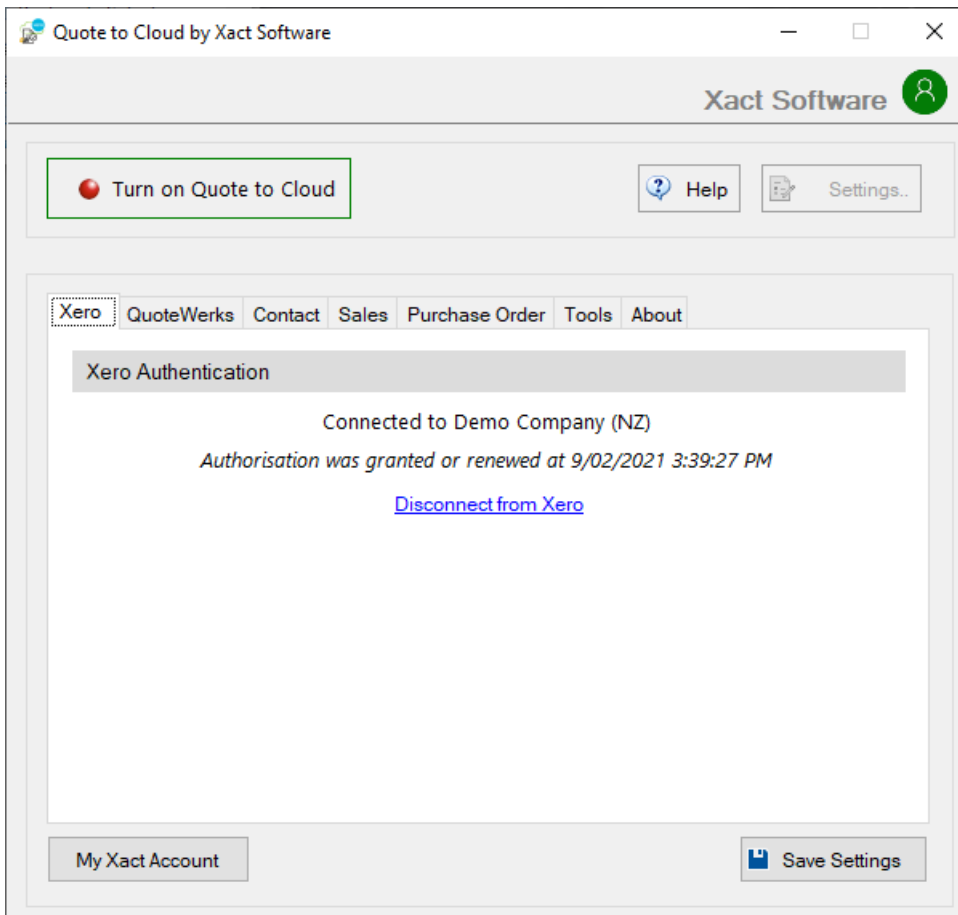 Quote to Cloud by Xact Software
Xact Software
Turn on Quote to Cloud
Help
Settings..
Xero QuoteWerks Contact Sales Purchase Order Tools About
Xero Authentication
Connected to Demo Company (NZ)
Authorisation was granted or renewed at 9/02/2021 3:39:27 PM
Disconnect from Xero
My Xact Account
Save Settings